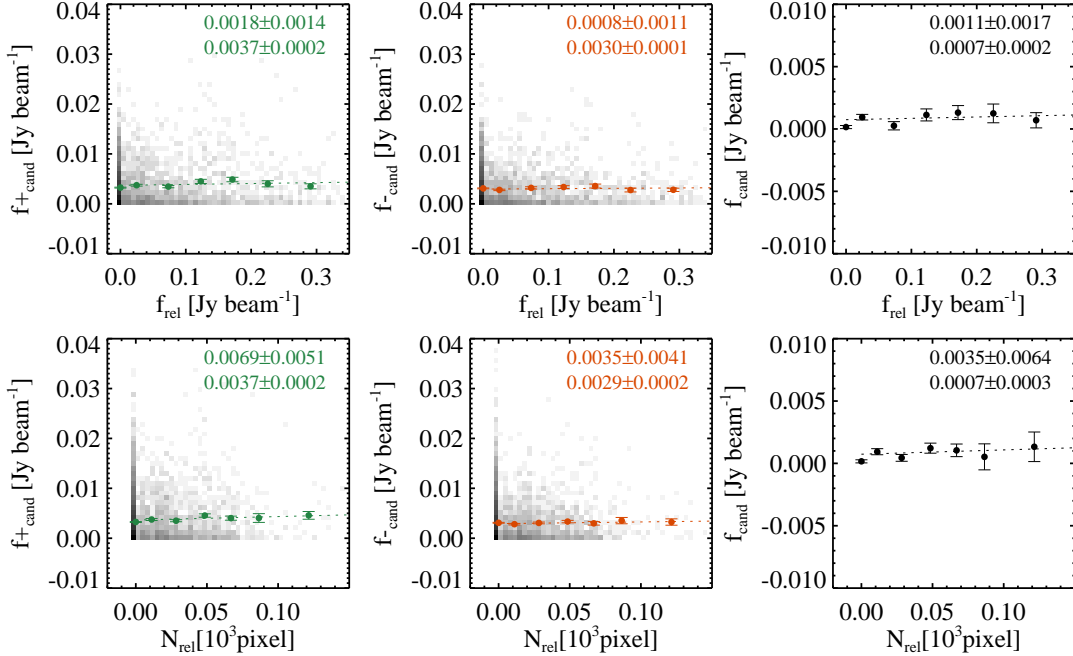 0.0018±0.0014
0.0037±0.0002
0.04
0.03
0.02
0.01
0.00
-0.01
f+cand [Jy beam-1]
0.0 0.1 0.2 0.3
frel [Jy beam-1]
0.0008±0.0011
0.0030±0.0001
0.04
0.03
0.02
0.01
0.00
-0.01
f-cand [Jy beam-1]
0.0 0.1 0.2 0.3
frel [Jy beam-1]
0.0011±0.0017
0.0007±0.0002
0.010
0.005
0.000
-0.005
-0.010
fcand [Jy beam-1]
0.0 0.1 0.2 0.3
frel [Jy beam-1]
0.0069±0.0051
0.0037±0.0002
0.04
0.03
0.02
0.01
0.00
-0.01
f+cand [Jy beam-1]
0.00 0.05 0.10
Nrel[103pixel]
0.0035±0.0041
0.0029±0.0002
0.04
0.03
0.02
0.01
0.00
-0.01
f-cand [Jy beam-1]
0.00 0.05 0.10
Nrel[103pixel]
0.0035±0.0064
0.0007±0.0003
0.010
0.005
0.000
-0.005
-0.010
fcand [Jy beam-1]
0.00 0.05 0.10
Nrel[103pixel]